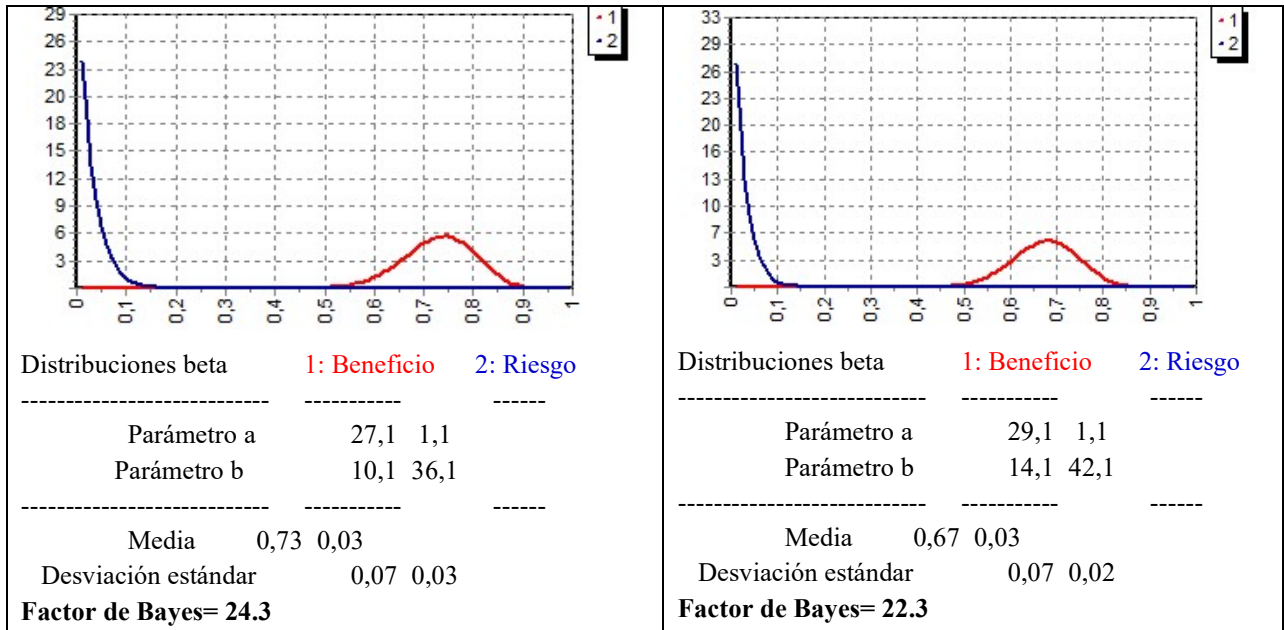 29
26
23
20
18
15
12
9
6
3
0
0,1
0,2
0,3
0,4
0,5
0,6
0,7
0,8
0,9
1
1
2
Distribuciones beta 1: Beneficio 2: Riesgo
---------------------------- ----------- ------
Parámetro a 27,1 1,1
Parámetro b 10,1 36,1
---------------------------- ----------- ------
Media 0,73 0,03
Desviación estándar 0,07 0,03
Factor de Bayes= 24.3
33
29
26
23
20
16
13
10
7
3
0
0,1
0,2
0,3
0,4
0,5
0,6
0,7
0,8
0,9
1
1
2
Distribuciones beta 1: Beneficio 2: Riesgo
---------------------------- ----------- ------
Parámetro a 29,1 1,1
Parámetro b 14,1 42,1
---------------------------- ----------- ------
Media 0,67 0,03
Desviación estándar 0,07 0,02
Factor de Bayes= 22.3